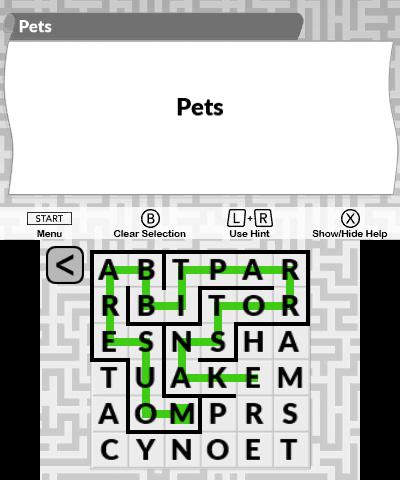 Pets
Pets
START
Menu
B
Clear Selection
L + R
Use Hint
X
Show/Hide Help
<
A B T P A R
R B I T O R
E S N S H A
T U A K E M
A O M P R S
C Y N O E T